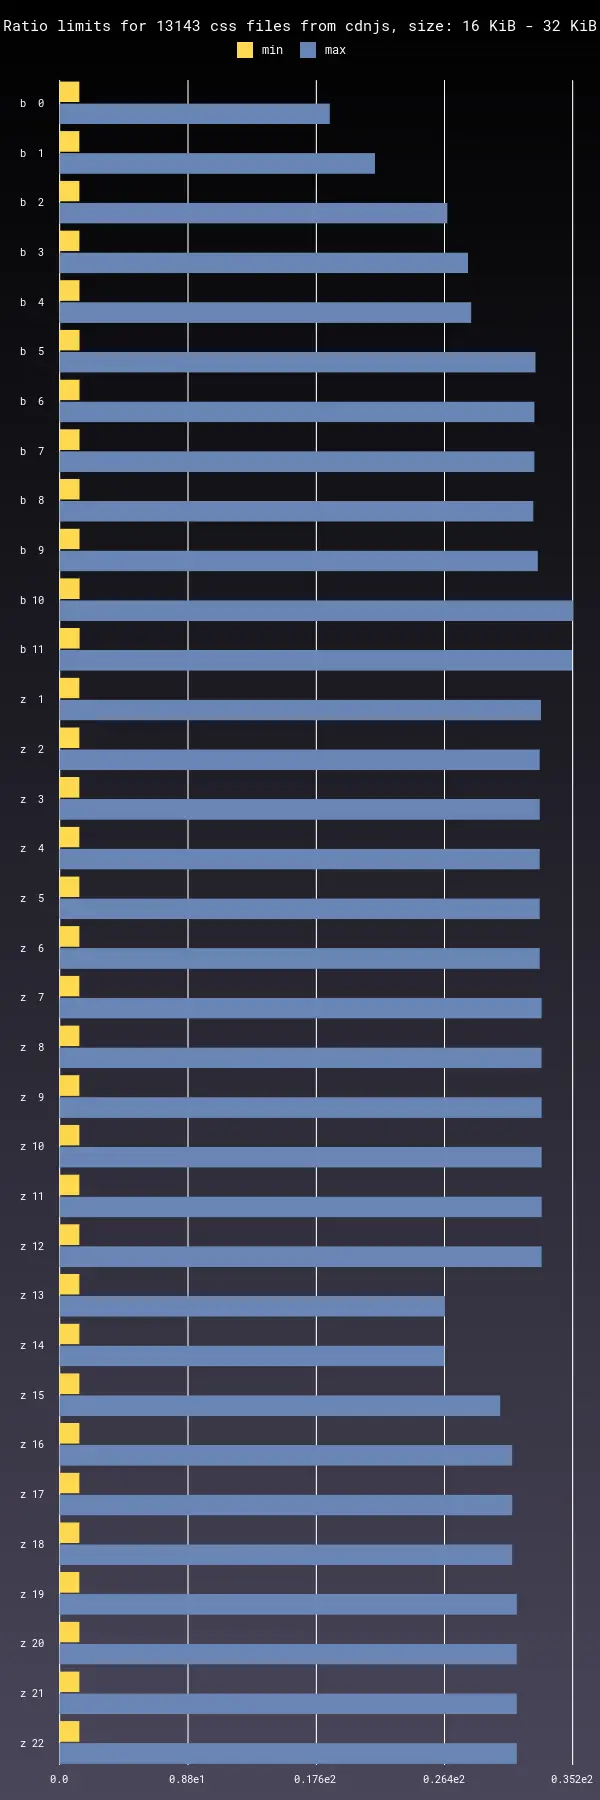 Ratio limits for 13143 css files from cdnjs, size: 16 KiB - 32 KiB
min max
b 0
b 1
b 2
b 3
b 4
b 5
b 6
b 7
b 8
b 9
b 10
b 11
z 1
z 2
z 3
z 4
z 5
z 6
z 7
z 8
z 9
z 10
z 11
z 12
z 13
z 14
z 15
z 16
z 17
z 18
z 19
z 20
z 21
z 22
0.0 0.88e1 0.176e2 0.264e2 0.352e2